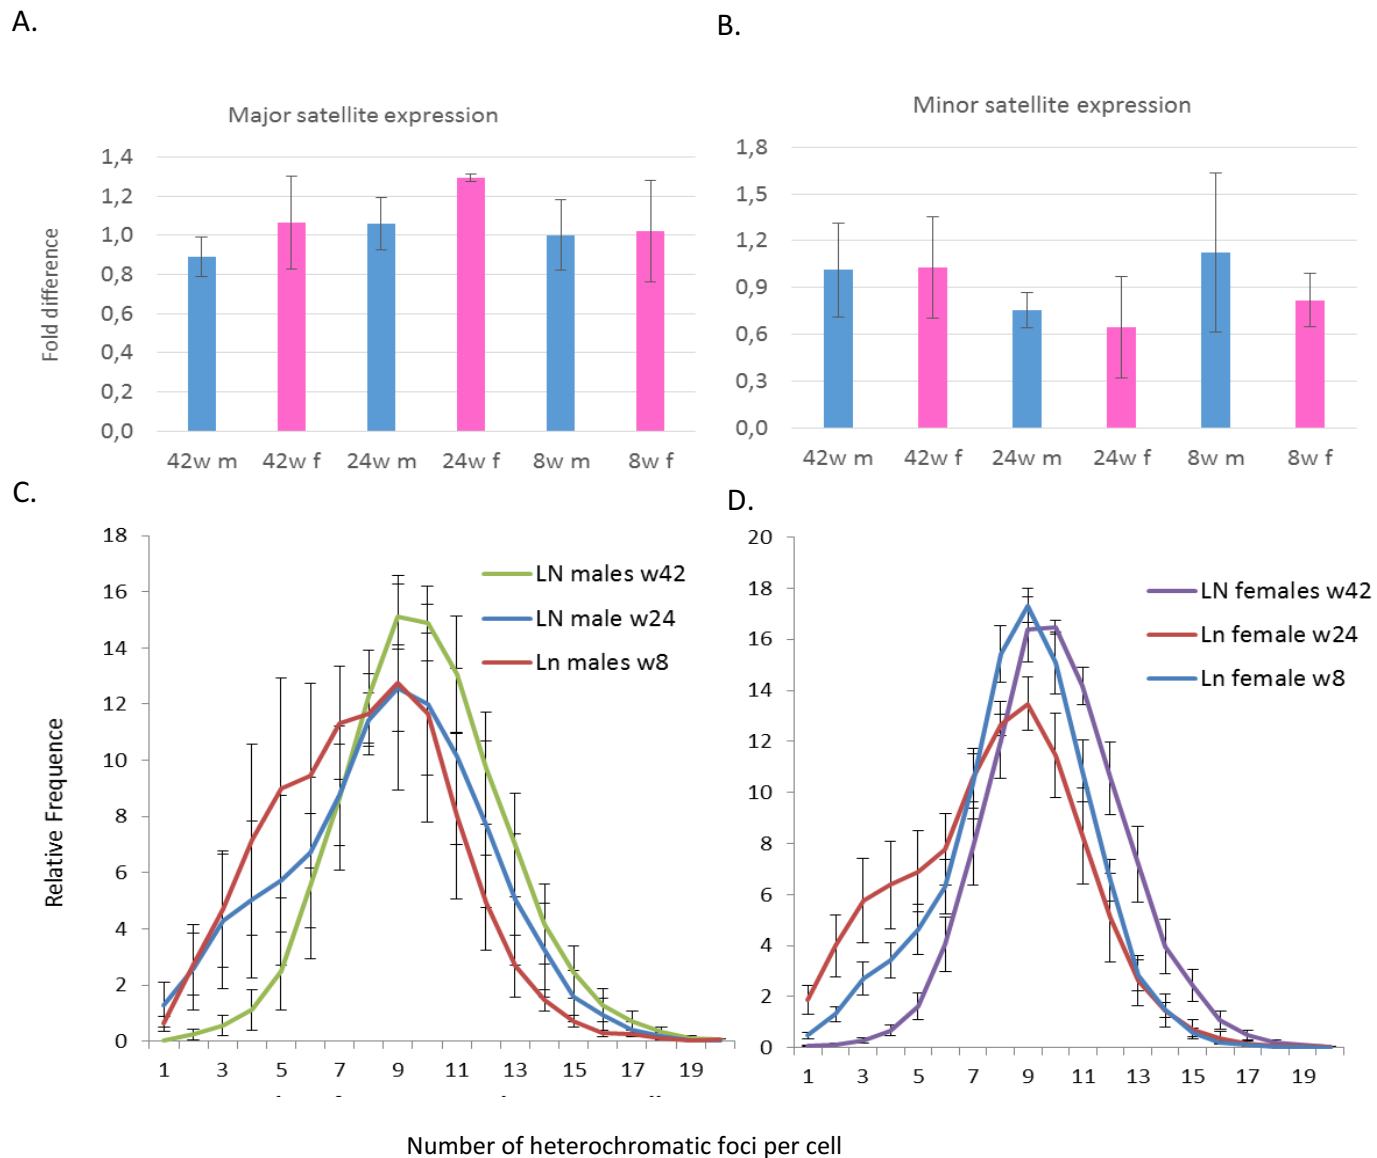 A.
B.
Major satellite expression
Minor satellite expression
Fold difference
1,4
1,2
1,0
0,8
0,6
0,4
0,2
0,0
42w m 42w f 24w m 24w f 8w m 8w f
1,8
1,5
1,2
0,9
0,6
0,3
0,0
42w m 42w f 24w m 24w f 8w m 8w f
C.
D.
Relative Frequence
18
16
14
12
10
8
6
4
2
0
LN males w42
LN male w24
Ln males w8
1 3 5 7 9 11 13 15 17 19
20
18
16
14
12
10
8
6
4
2
0
LN females w42
Ln female w24
Ln female w8
1 3 5 7 9 11 13 15 17 19
Number of heterochromatic foci per cell